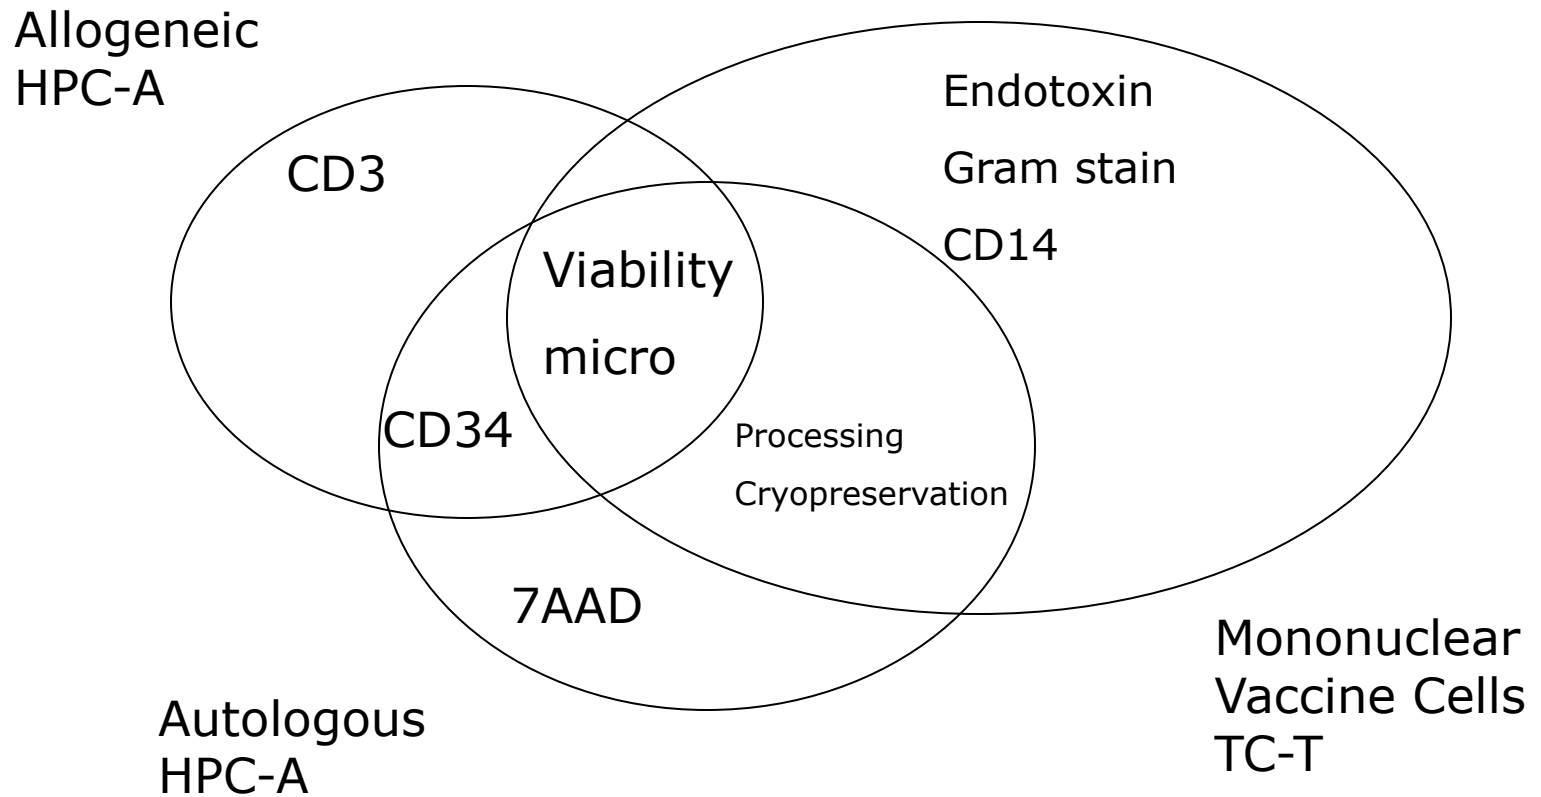 Allogeneic
HPC-A
CD3
Endotoxin
Gram stain
CD14
Viability
micro
CD34
Processing
Cryopreservation
7AAD
Autologous
HPC-A
Mononuclear
Vaccine Cells
TC-T